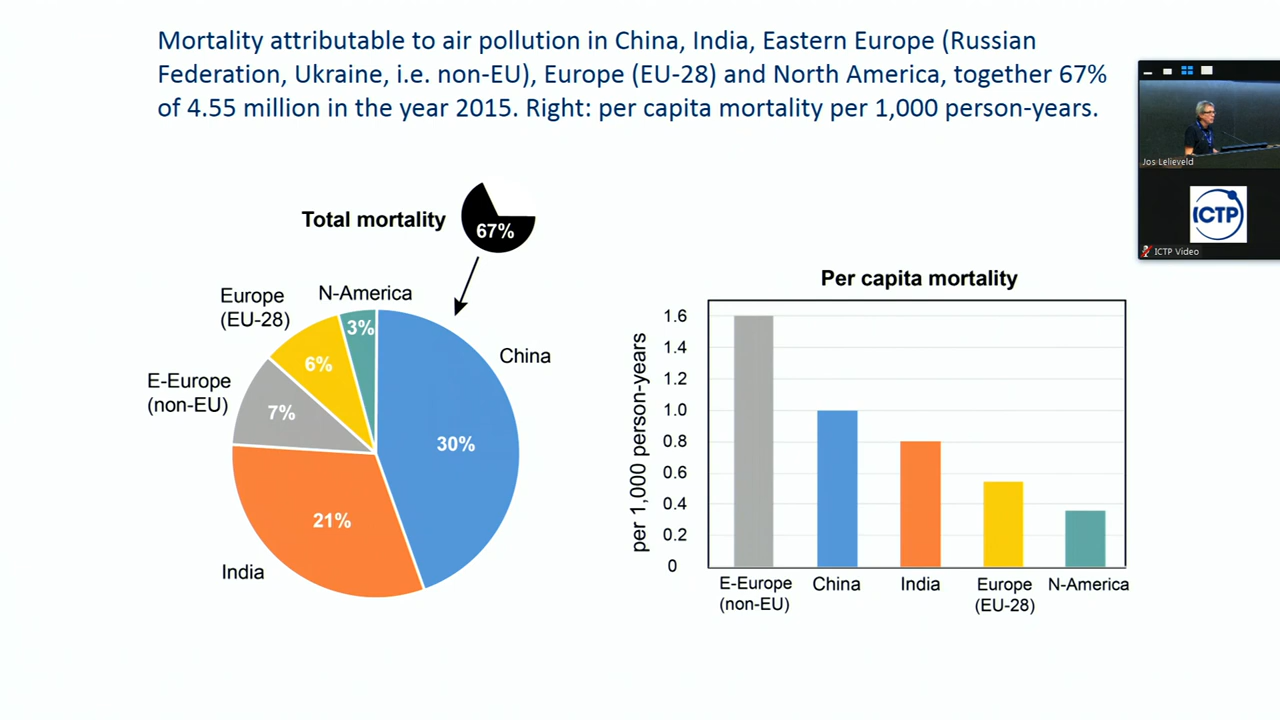 Mortality attributable to air pollution in China, India, Eastern Europe (Russian
Federation, Ukraine, i.e. non-EU), Europe (EU-28) and North America, together 67%
of 4.55 million in the year 2015. Right: per capita mortality per 1,000 person-years.
Jos Lelieveld
ICTP
ICTP Video
Total mortality
67%
N-America
Europe
(EU-28)
3%
6%
China
E-Europe
(non-EU)
7%
30%
21%
India
Per capita mortality
per 1,000 person-years
1.6
1.4
1.2
1.0
0.8
0.6
0.4
0.2
0
E-Europe
(non-EU)
China
India
Europe
(EU-28)
N-America